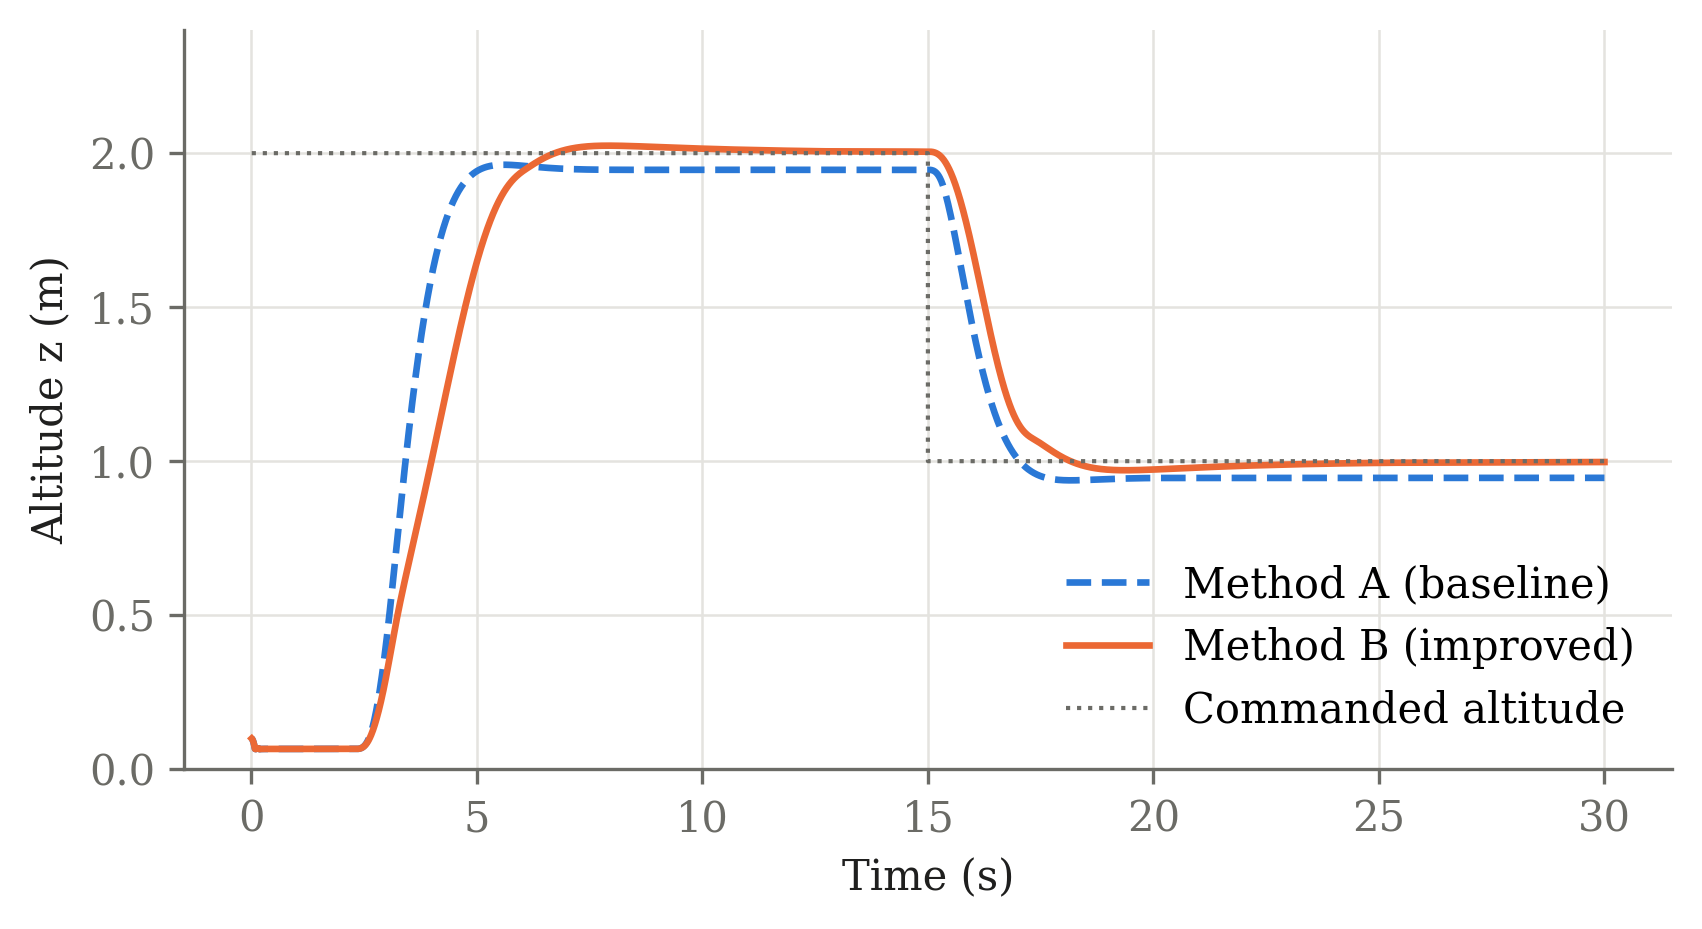 Altitude z (m)
2.0
1.5
1.0
0.5
0.0
Method A (baseline)
Method B (improved)
Commanded altitude
0 5 10 15 20 25 30
Time (s)